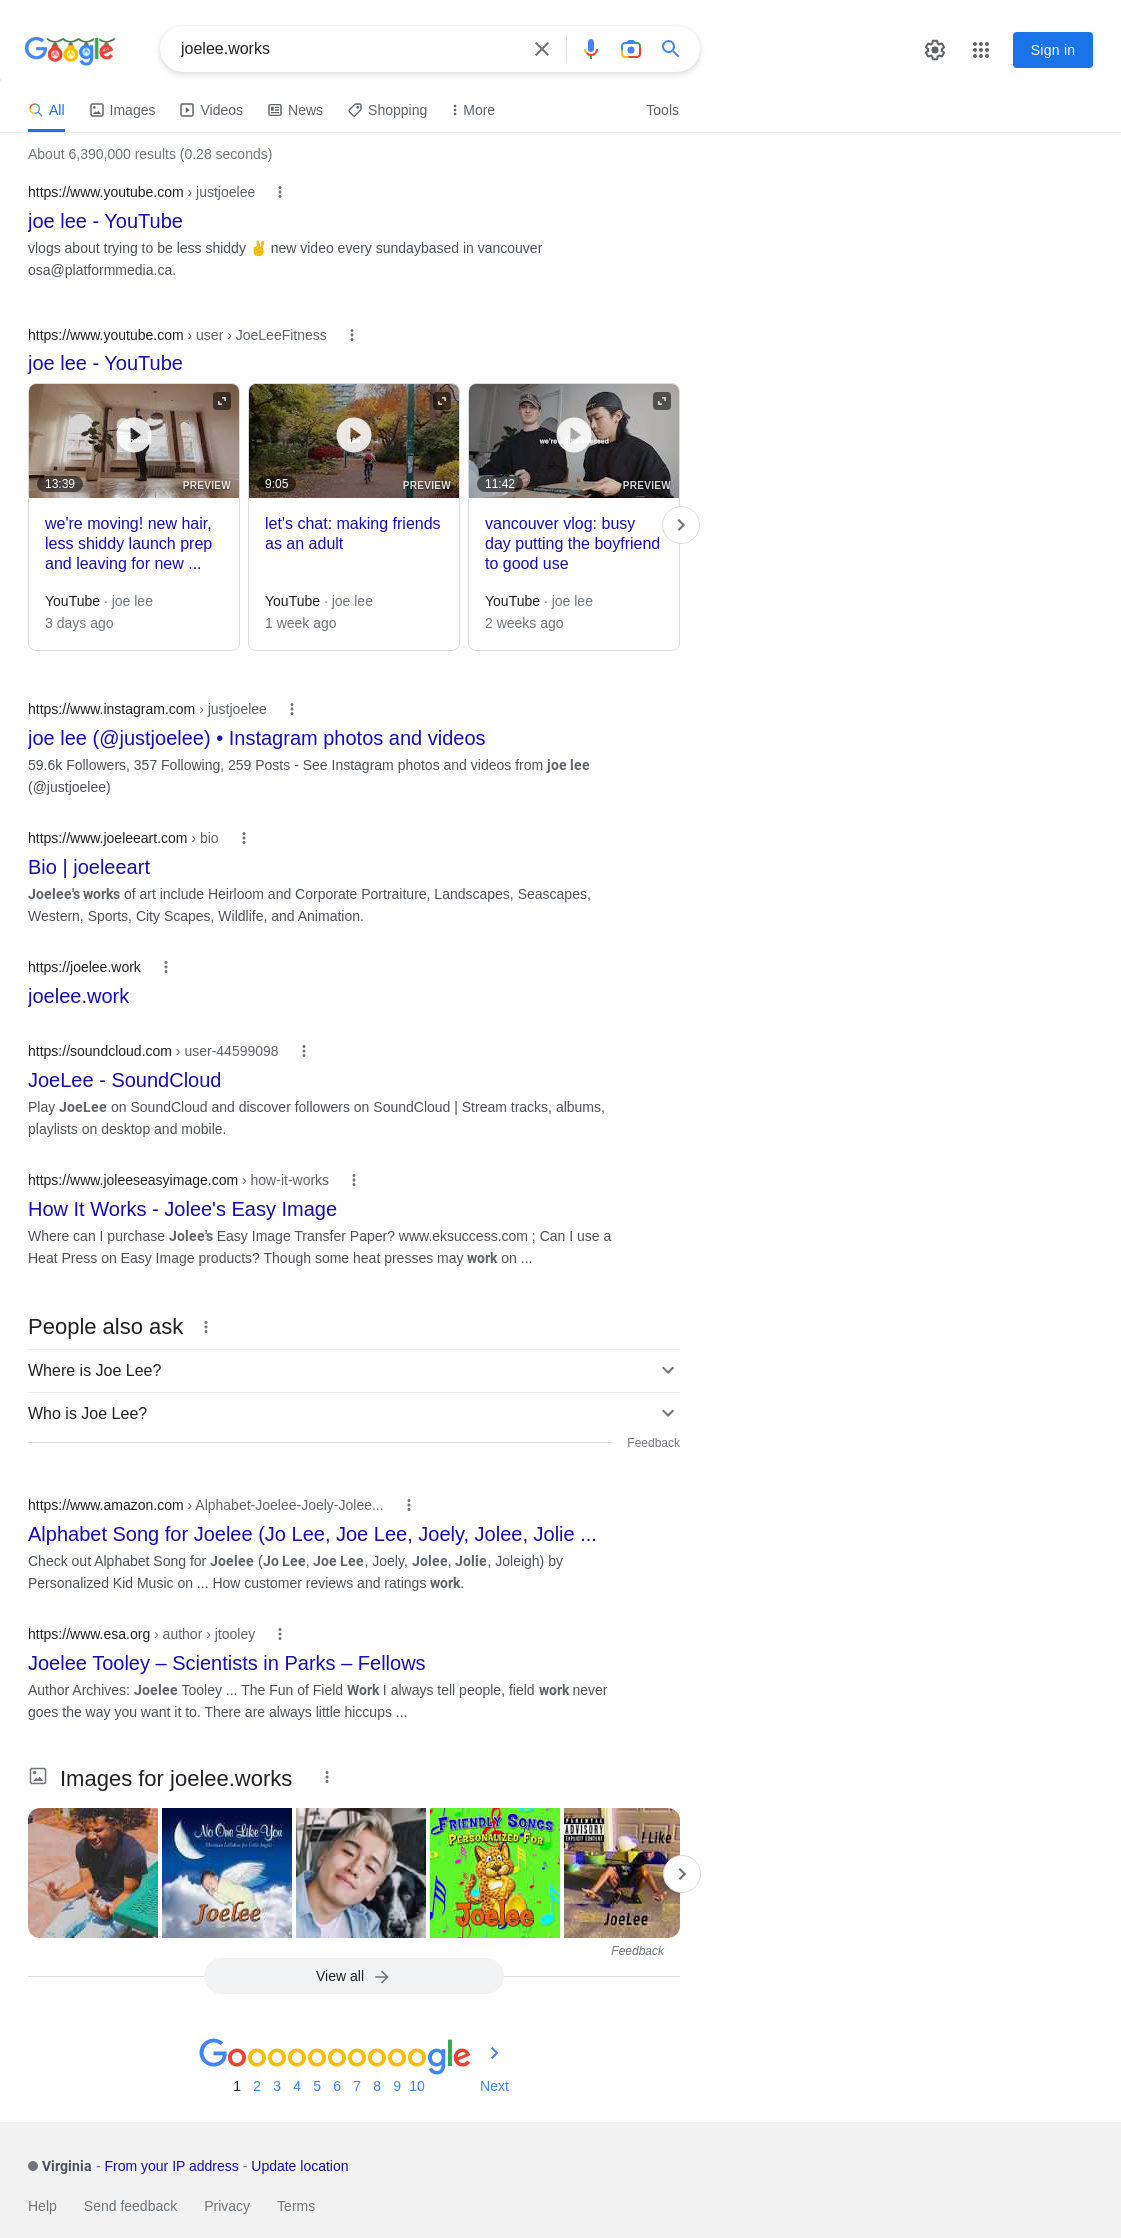 Google
joelee.works
Sign in
All
Images
Videos
News
Shopping
More
Tools
About 6,390,000 results (0.28 seconds)
https://www.youtube.com › justjoelee
joe lee - YouTube
vlogs about trying to be less shiddy ✌️ new video every sundaybased in vancouver
osa@platformmedia.ca.
https://www.youtube.com › user › JoeLeeFitness
joe lee - YouTube
13:39
PREVIEW
we're moving! new hair,
less shiddy launch prep
and leaving for new ...
YouTube · joe lee
3 days ago
9:05
PREVIEW
let's chat: making friends
as an adult
YouTube · joe lee
1 week ago
11:42
PREVIEW
vancouver vlog: busy
day putting the boyfriend
to good use
YouTube · joe lee
2 weeks ago
https://www.instagram.com › justjoelee
joe lee (@justjoelee) • Instagram photos and videos
59.6k Followers, 357 Following, 259 Posts - See Instagram photos and videos from joe lee
(@justjoelee)
https://www.joeleeart.com › bio
Bio | joeleeart
Joelee's works of art include Heirloom and Corporate Portraiture, Landscapes, Seascapes,
Western, Sports, City Scapes, Wildlife, and Animation.
https://joelee.work
joelee.work
https://soundcloud.com › user-44599098
JoeLee - SoundCloud
Play JoeLee on SoundCloud and discover followers on SoundCloud | Stream tracks, albums,
playlists on desktop and mobile.
https://www.joleeseasyimage.com › how-it-works
How It Works - Jolee's Easy Image
Where can I purchase Jolee's Easy Image Transfer Paper? www.eksuccess.com ; Can I use a
Heat Press on Easy Image products? Though some heat presses may work on ...
People also ask
Where is Joe Lee?
Who is Joe Lee?
Feedback
https://www.amazon.com › Alphabet-Joelee-Joely-Jolee...
Alphabet Song for Joelee (Jo Lee, Joe Lee, Joely, Jolee, Jolie ...
Check out Alphabet Song for Joelee (Jo Lee, Joe Lee, Joely, Jolee, Jolie, Joleigh) by
Personalized Kid Music on ... How customer reviews and ratings work.
https://www.esa.org › author › jtooley
Joelee Tooley – Scientists in Parks – Fellows
Author Archives: Joelee Tooley ... The Fun of Field Work I always tell people, field work never
goes the way you want it to. There are always little hiccups ...
Images for joelee.works
No One Like You
Joelee
FRIENDLY SONGS
PERSONALIZED FOR
Joelee
PARENTAL
ADVISORY
EXPLICIT CONTENT
I Like
JoeLee
Feedback
View all
Goooooooooogle
1 2 3 4 5 6 7 8 9 10 Next
Virginia - From your IP address - Update location
Help
Send feedback
Privacy
Terms